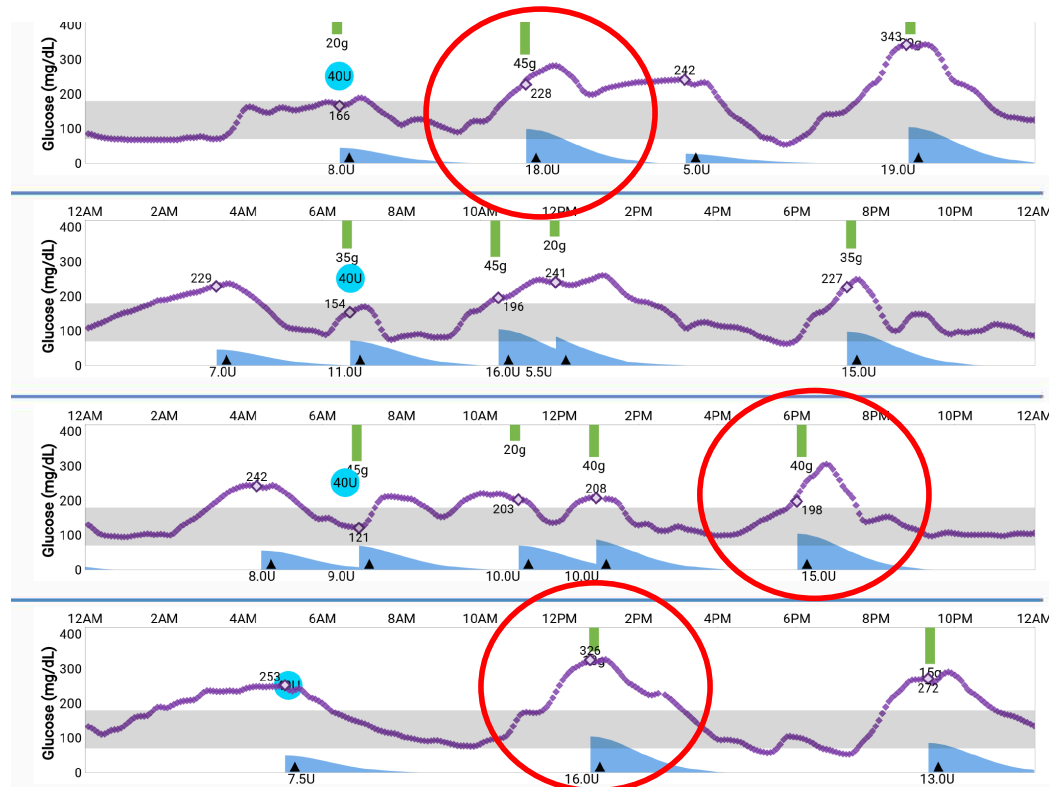 400
300
200
100
0
Glucose (mg/dL)
20g
40U
166
8.0U
45g
228
18.0U
242
5.0U
343
19.0U
12AM 2AM 4AM 6AM 8AM 10AM 12PM 2PM 4PM 6PM 8PM 10PM 12AM
400
300
200
100
0
Glucose (mg/dL)
229
7.0U
35g
40U
154
11.0U
45g
196
16.0U
20g
241
5.5U
35g
227
15.0U
12AM 2AM 4AM 6AM 8AM 10AM 12PM 2PM 4PM 6PM 8PM 10PM 12AM
400
300
200
100
0
Glucose (mg/dL)
242
8.0U
45g
40U
121
9.0U
20g
203
10.0U
40g
208
10.0U
40g
198
15.0U
12AM 2AM 4AM 6AM 8AM 10AM 12PM 2PM 4PM 6PM 8PM 10PM 12AM
400
300
200
100
0
Glucose (mg/dL)
253
7.5U
326
16.0U
15g
272
13.0U